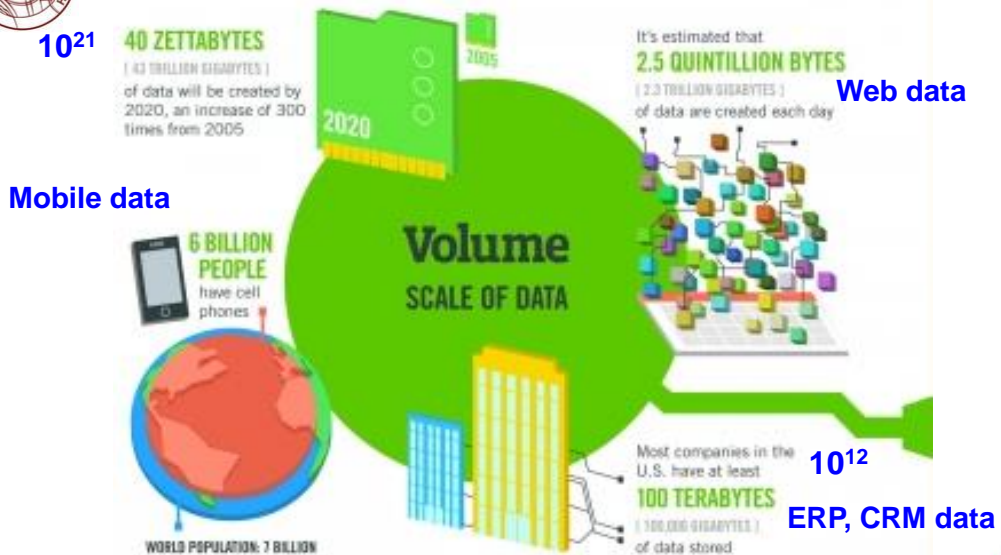 10²¹
40 ZETTABYTES
[ 43 TRILLION GIGABYTES ]
of data will be created by
2020, an increase of 300
times from 2005
2020
2005
It's estimated that
2.5 QUINTILLION BYTES
[ 2.3 TRILLION GIGABYTES ]
of data are created each day
Web data
Mobile data
6 BILLION
PEOPLE
have cell
phones
WORLD POPULATION: 7 BILLION
Volume
SCALE OF DATA
Most companies in the
U.S. have at least
100 TERABYTES
[ 100,000 GIGABYTES ]
of data stored
10¹²
ERP, CRM data